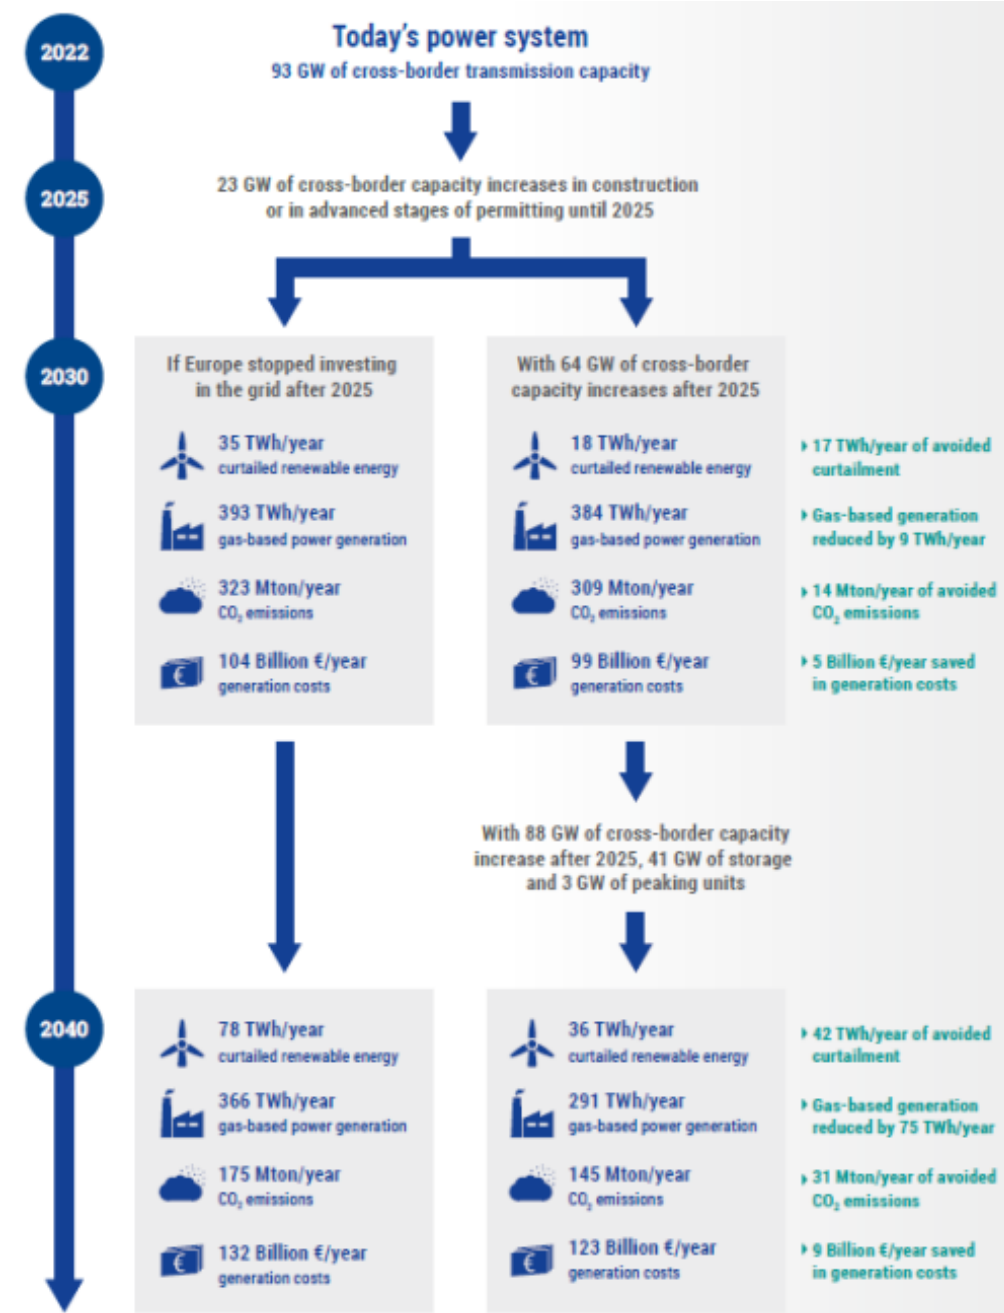 2022
Today's power system
93 GW of cross-border transmission capacity
2025
23 GW of cross-border capacity increases in construction
or in advanced stages of permitting until 2025
2030
If Europe stopped investing
in the grid after 2025
35 TWh/year
curtailed renewable energy
393 TWh/year
gas-based power generation
323 Mton/year
CO₂ emissions
€
104 Billion €/year
generation costs
With 64 GW of cross-border
capacity increases after 2025
18 TWh/year
curtailed renewable energy
384 TWh/year
gas-based power generation
309 Mton/year
CO₂ emissions
€
99 Billion €/year
generation costs
17 TWh/year of avoided
curtailment
Gas-based generation
reduced by 9 TWh/year
14 Mton/year of avoided
CO₂ emissions
5 Billion €/year saved
in generation costs
With 88 GW of cross-border capacity
increase after 2025, 41 GW of storage
and 3 GW of peaking units
2040
78 TWh/year
curtailed renewable energy
366 TWh/year
gas-based power generation
175 Mton/year
CO₂ emissions
€
132 Billion €/year
generation costs
36 TWh/year
curtailed renewable energy
291 TWh/year
gas-based power generation
145 Mton/year
CO₂ emissions
€
123 Billion €/year
generation costs
42 TWh/year of avoided
curtailment
Gas-based generation
reduced by 75 TWh/year
31 Mton/year of avoided
CO₂ emissions
9 Billion €/year saved
in generation costs